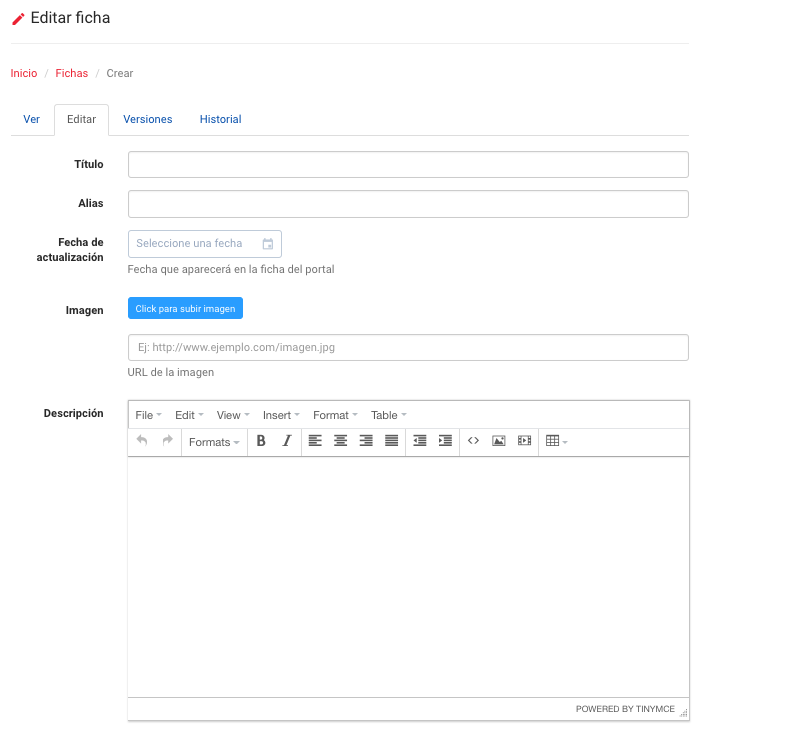 Editar ficha
Inicio / Fichas / Crear
Ver Editar Versiones Historial
Título
Alias
Fecha de actualización
Seleccione una fecha
Fecha que aparecerá en la ficha del portal
Imagen
Click para subir imagen
Ej: http://www.ejemplo.com/imagen.jpg
URL de la imagen
Descripción
File Edit View Insert Format Table
Formats B I
POWERED BY TINYMCE